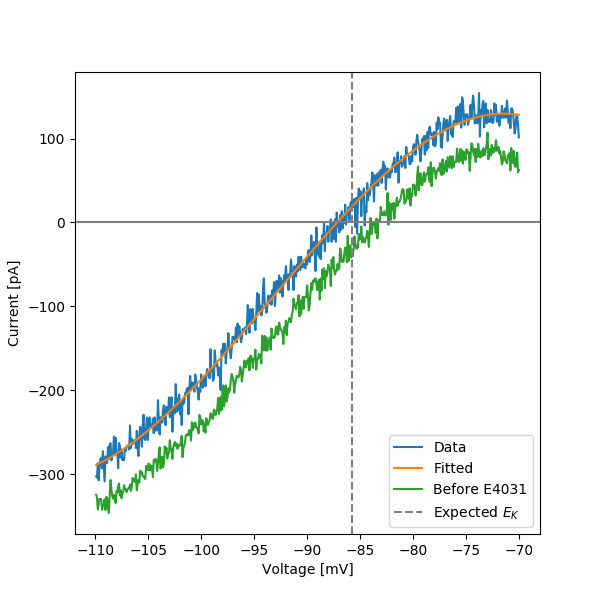 100
0
−100
−200
−300
Current [pA]
Data
Fitted
Before E4031
Expected E_K
−110 −105 −100 −95 −90 −85 −80 −75 −70
Voltage [mV]